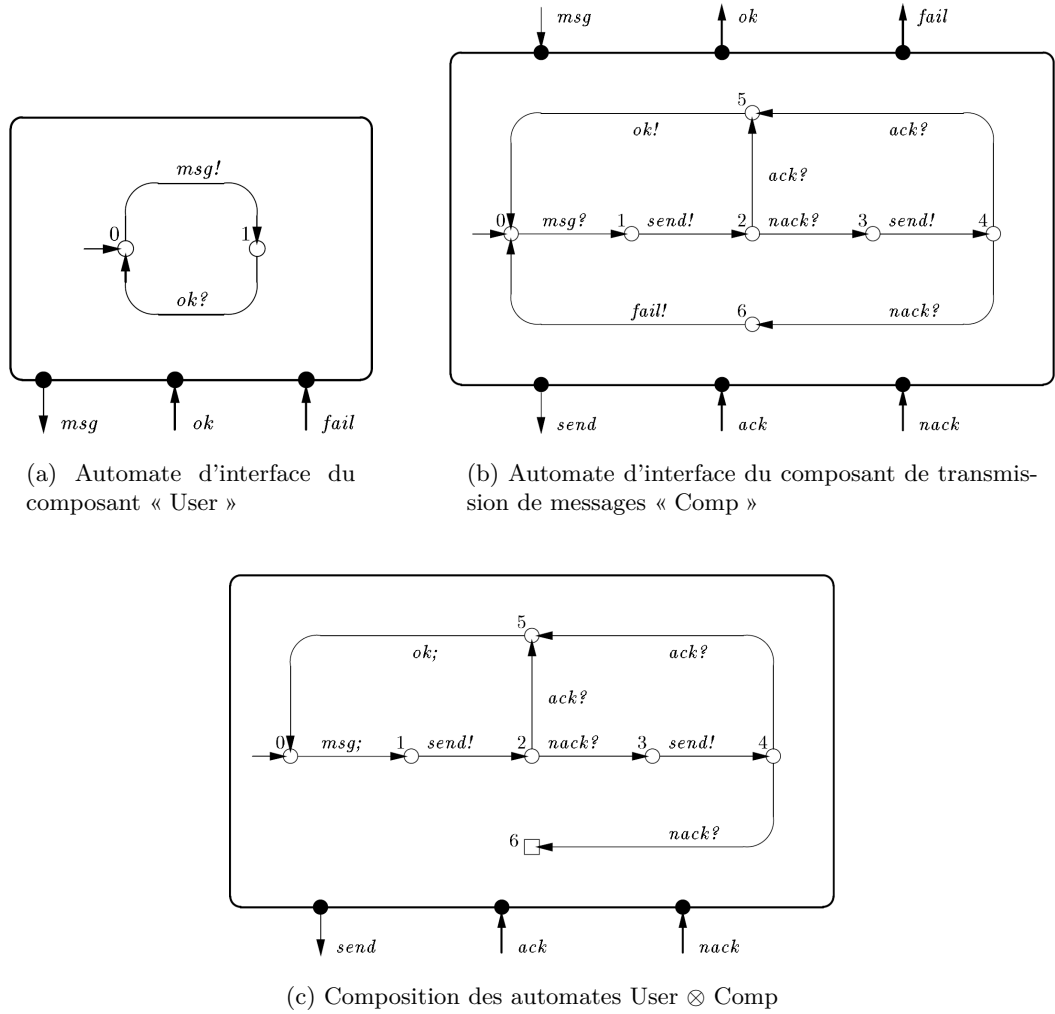 msg
ok
fail
5
ok!
ack?
msg!
ack?
0
1
0
msg?
1
send!
2
nack?
3
send!
4
ok?
fail!
6
nack?
msg
ok
fail
send
ack
nack
(a) Automate d'interface du
composant « User »
(b) Automate d'interface du composant de transmis-
sion de messages « Comp »
5
ok;
ack?
ack?
0
msg;
1
send!
2
nack?
3
send!
4
6
nack?
send
ack
nack
(c) Composition des automates User ⊗ Comp